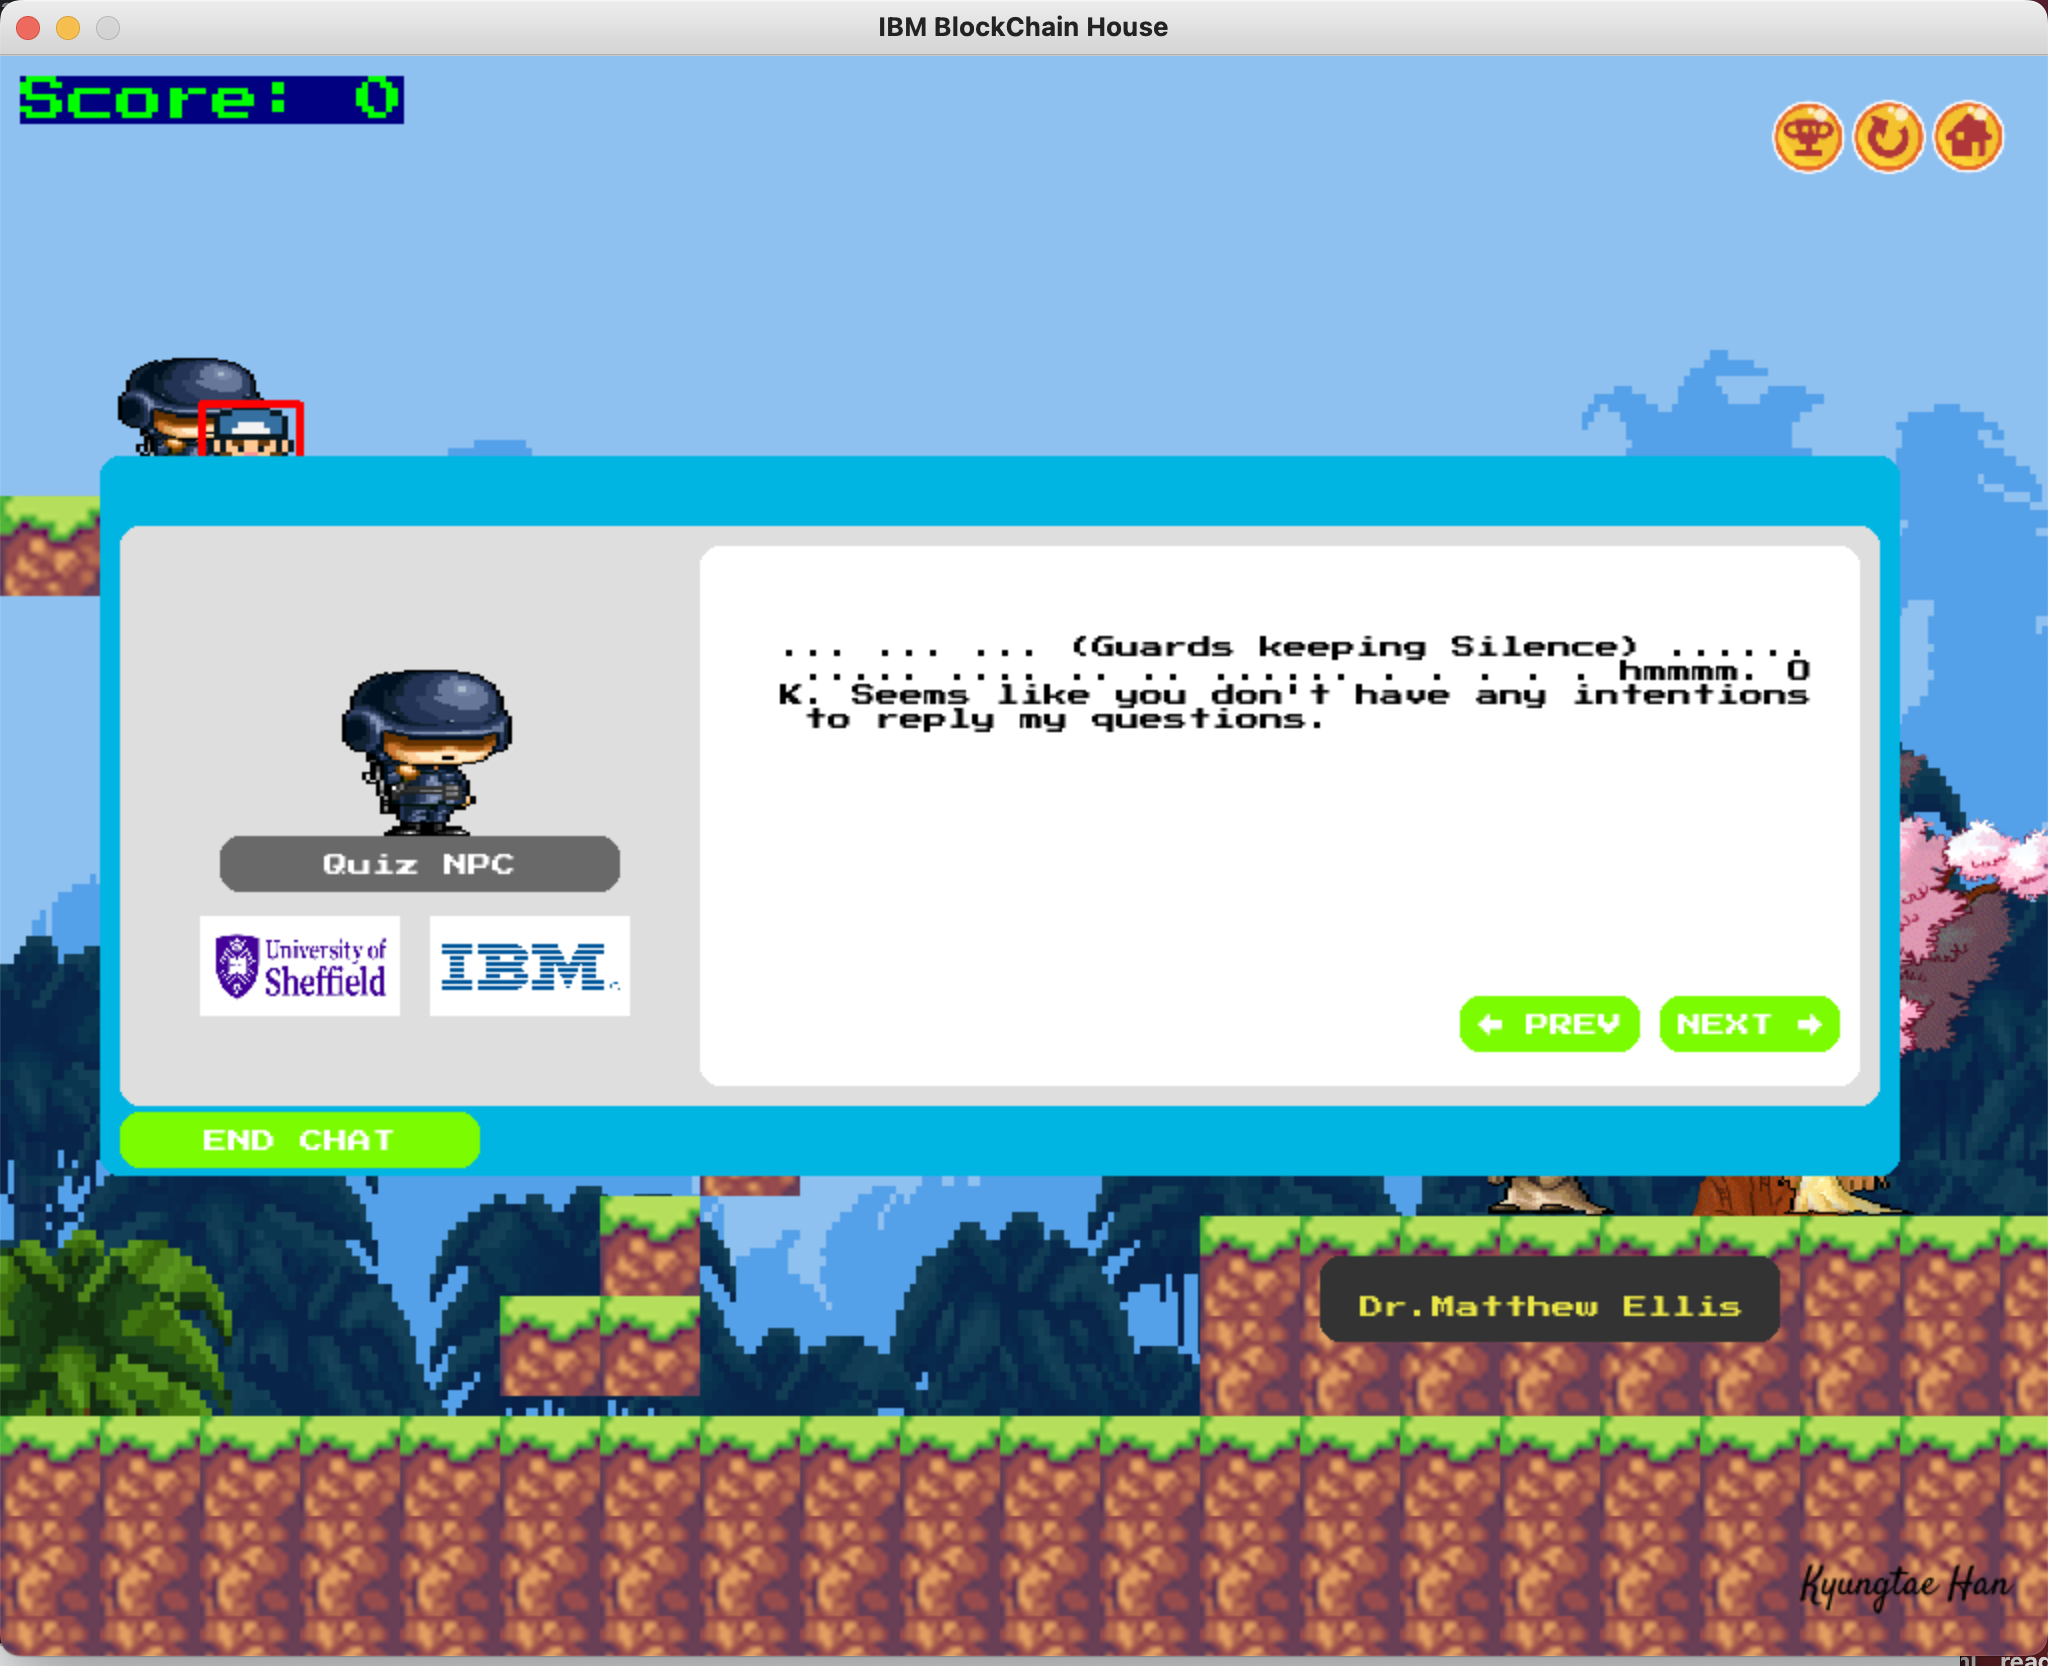 IBM BlockChain House
Score: 0
... ... ... (Guards keeping Silence) ......
..... .... .. .. ...... . . . . . hmmmm. O
K. Seems like you don't have any intentions
to reply my questions.
Quiz NPC
University of
Sheffield
IBM
PREV
NEXT
END CHAT
Dr.Matthew Ellis
Kyungtae Han